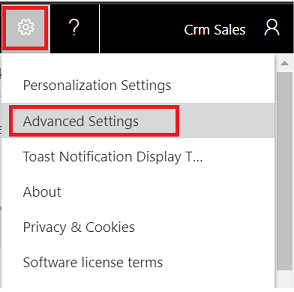 ?
Crm Sales
Personalization Settings
Advanced Settings
Toast Notification Display T...
About
Privacy & Cookies
Software license terms